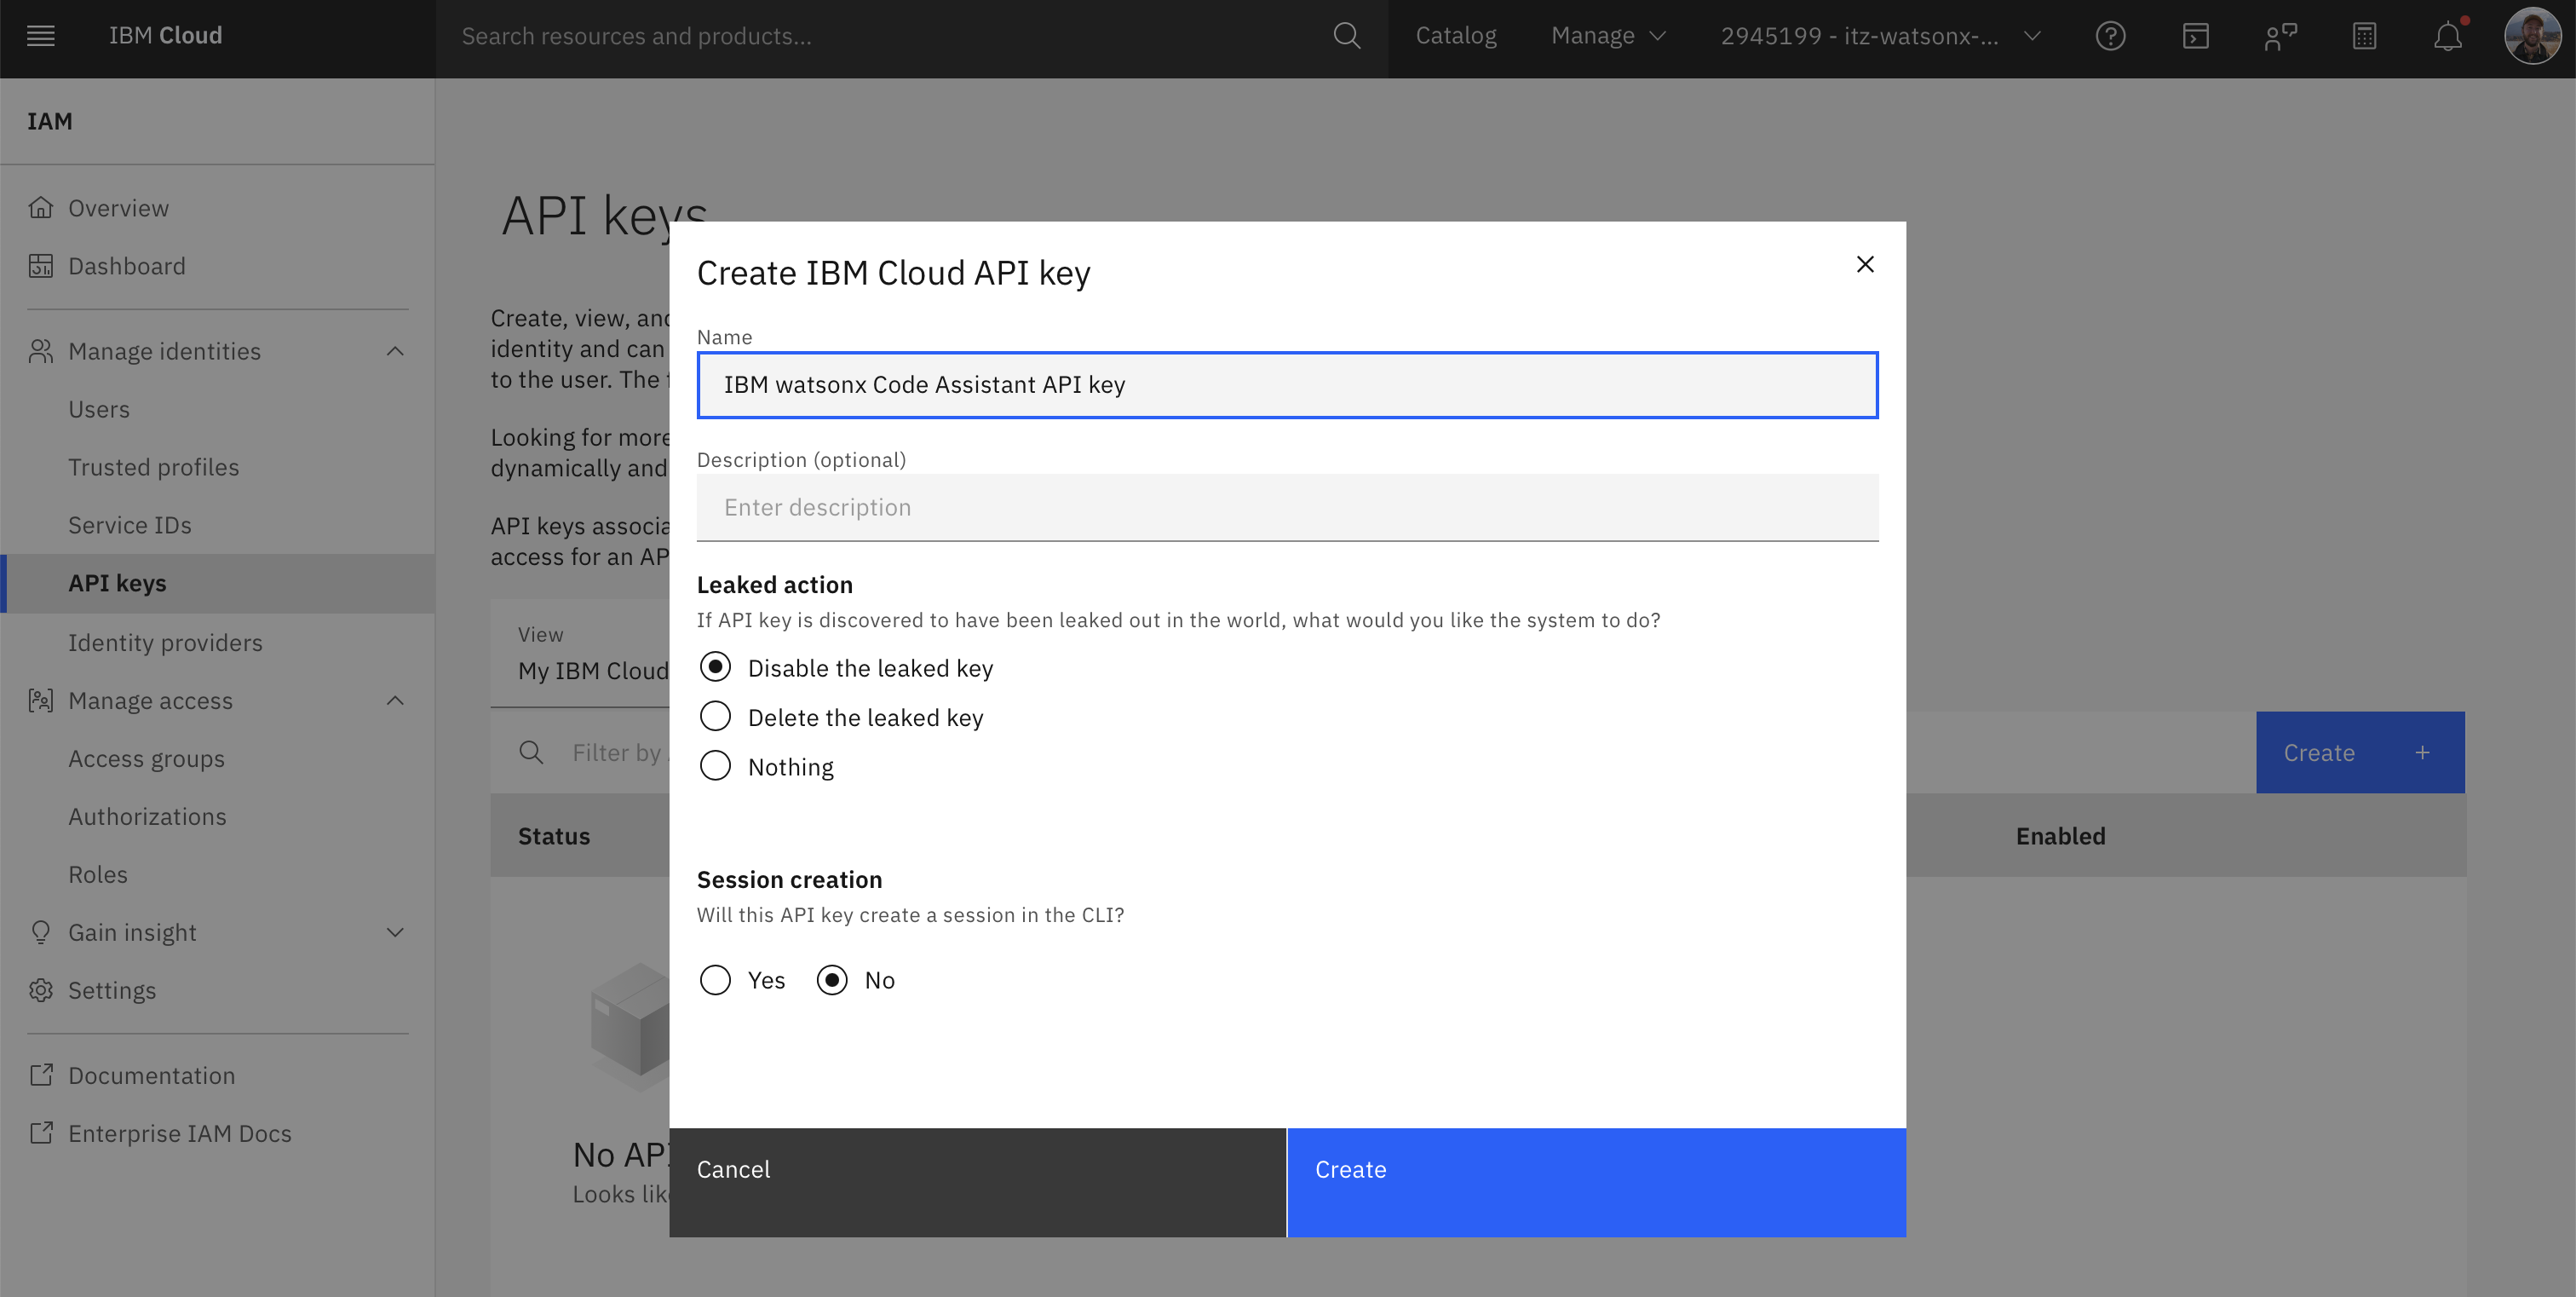 IBM Cloud
Search resources and products...
Catalog
Manage
2945199 - itz-watsonx-...
IAM
Overview
Dashboard
Manage identities
Users
Trusted profiles
Service IDs
API keys
Identity providers
Manage access
Access groups
Authorizations
Roles
Gain insight
Settings
Documentation
Enterprise IAM Docs
API keys
Create, view, and
identity and can
to the user. The
Looking for more
dynamically and
API keys associa
access for an AP
View
My IBM Cloud
Filter by
Create +
Status
Enabled
No API
Looks like
Create IBM Cloud API key
Name
IBM watsonx Code Assistant API key
Description (optional)
Enter description
Leaked action
If API key is discovered to have been leaked out in the world, what would you like the system to do?
Disable the leaked key
Delete the leaked key
Nothing
Session creation
Will this API key create a session in the CLI?
Yes
No
Cancel
Create